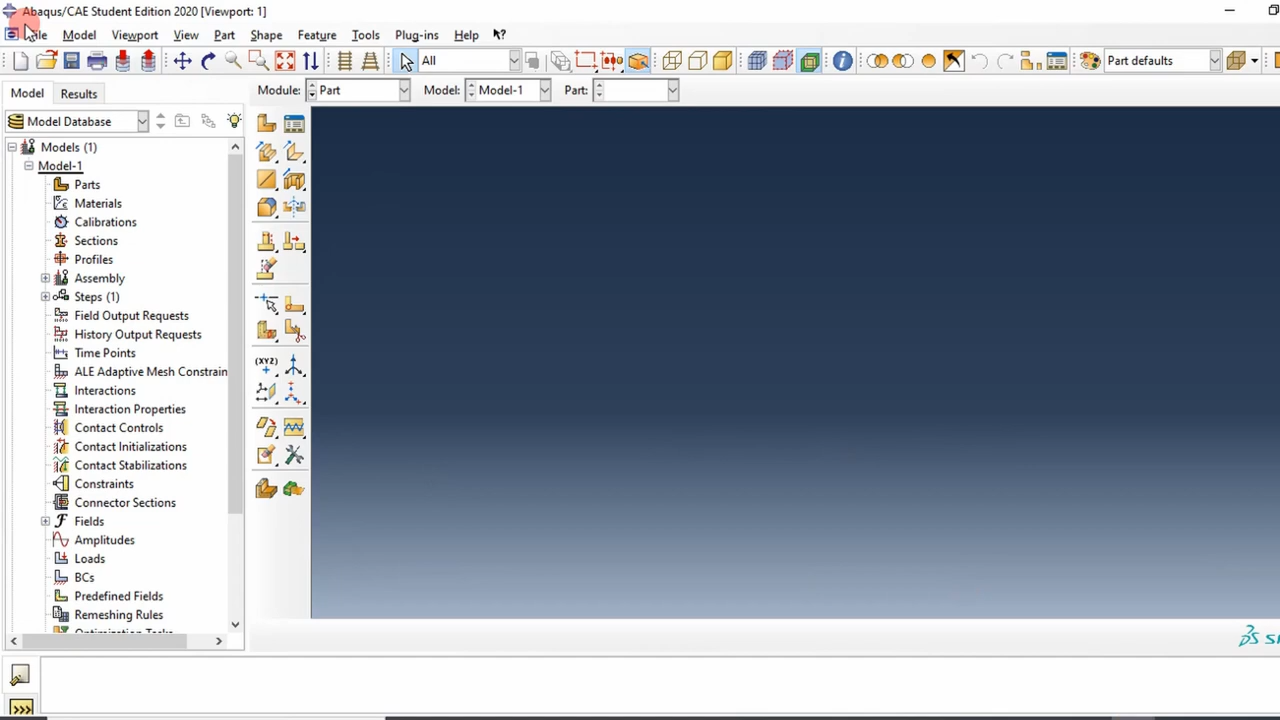 Abaqus/CAE Student Edition 2020 [Viewport: 1]
File Model Viewport View Part Shape Feature Tools Plug-ins Help
All
Part defaults
Model Results
Module: Part Model: Model-1 Part:
Model Database
Models (1)
Model-1
Parts
Materials
Calibrations
Sections
Profiles
Assembly
Steps (1)
Field Output Requests
History Output Requests
Time Points
ALE Adaptive Mesh Constrain
Interactions
Interaction Properties
Contact Controls
Contact Initializations
Contact Stabilizations
Constraints
Connector Sections
Fields
Amplitudes
Loads
BCs
Predefined Fields
Remeshing Rules
(XYZ)
>>>